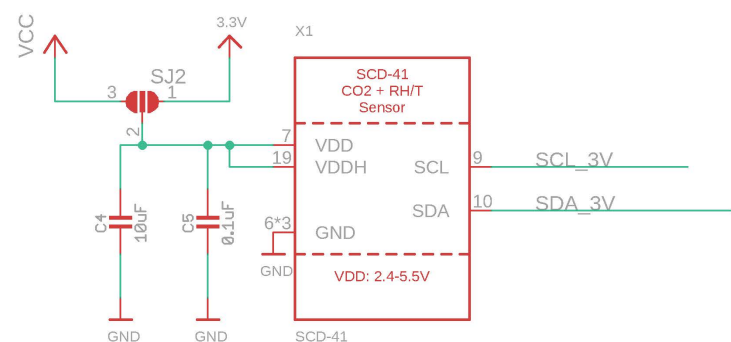 VCC
3.3V
X1
SJ2
3
1
2
SCD-41
CO2 + RH/T
Sensor
7
VDD
19
VDDH
SCL
9
SCL_3V
SDA
10
SDA_3V
C4
10uF
C5
0.1uF
6*3
GND
GND
VDD: 2.4-5.5V
GND
GND
SCD-41